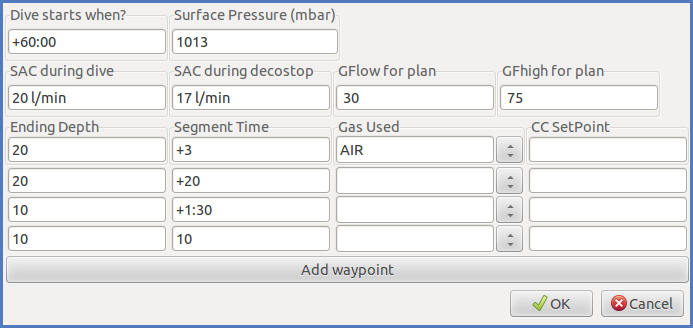 Dive starts when? Surface Pressure (mbar)
+60:00 1013
SAC during dive SAC during decostop GFlow for plan GFhigh for plan
20 l/min 17 l/min 30 75
Ending Depth Segment Time Gas Used CC SetPoint
20 +3 AIR
20 +20
10 +1:30
10 10
Add waypoint
OK Cancel